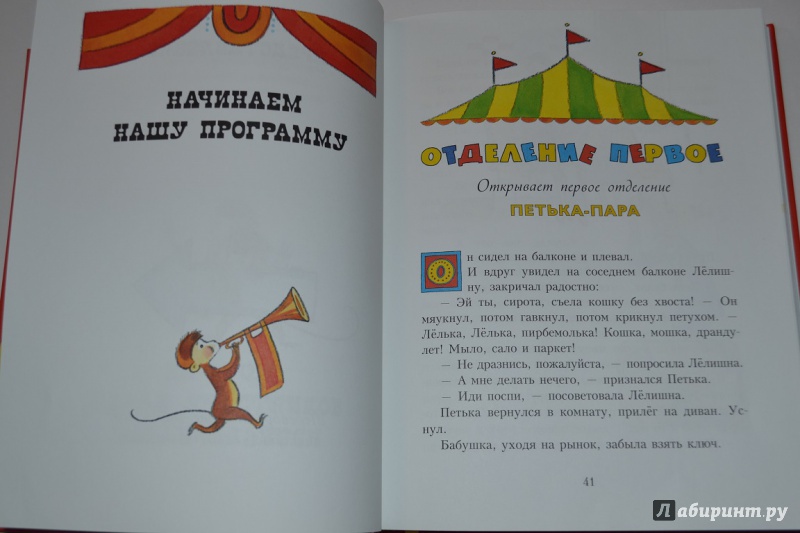 НАЧИНАЕМ
НАШУ ПРОГРАММУ
ОТДЕЛЕНИЕ ПЕРВОЕ
Открывает первое отделение
ПЕТЬКА-ПАРА
Он сидел на балконе и плевал.
И вдруг увидел на соседнем балконе Лёлиш-
ну, закричал радостно:
— Эй ты, сирота, съела кошку без хвоста! — Он
мяукнул, потом гавкнул, потом крикнул петухом. —
Лёлька, Лёлька, пирбемолька! Кошка, мошка, дранду-
лет! Мыло, сало и паркет!
— Не дразнись, пожалуйста, — попросила Лёлишна.
— А мне делать нечего, — признался Петька.
— Иди поспи, — посоветовала Лёлишна.
Петька вернулся в комнату, прилёг на диван. Ус-
нул.
Бабушка, уходя на рынок, забыла взять ключ.
41
Лабиринт.ру